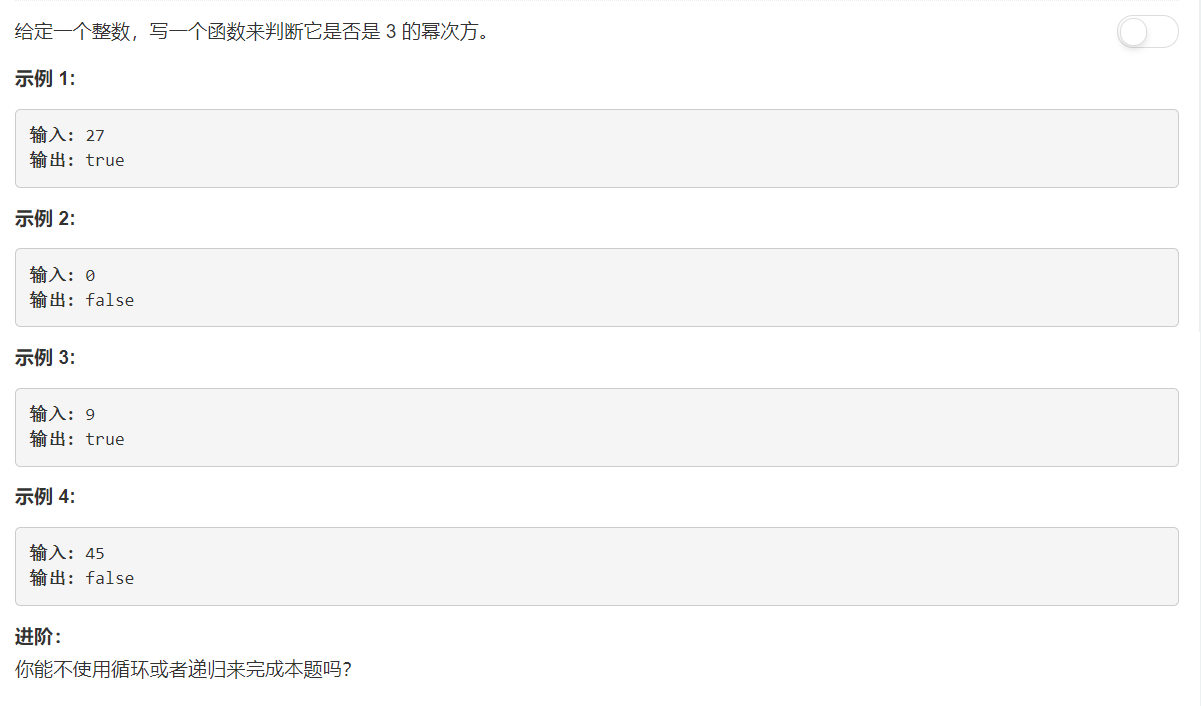 给定一个整数，写一个函数来判断它是否是 3 的幂次方。
示例 1:
输入: 27
输出: true
示例 2:
输入: 0
输出: false
示例 3:
输入: 9
输出: true
示例 4:
输入: 45
输出: false
进阶：
你能不使用循环或者递归来完成本题吗？